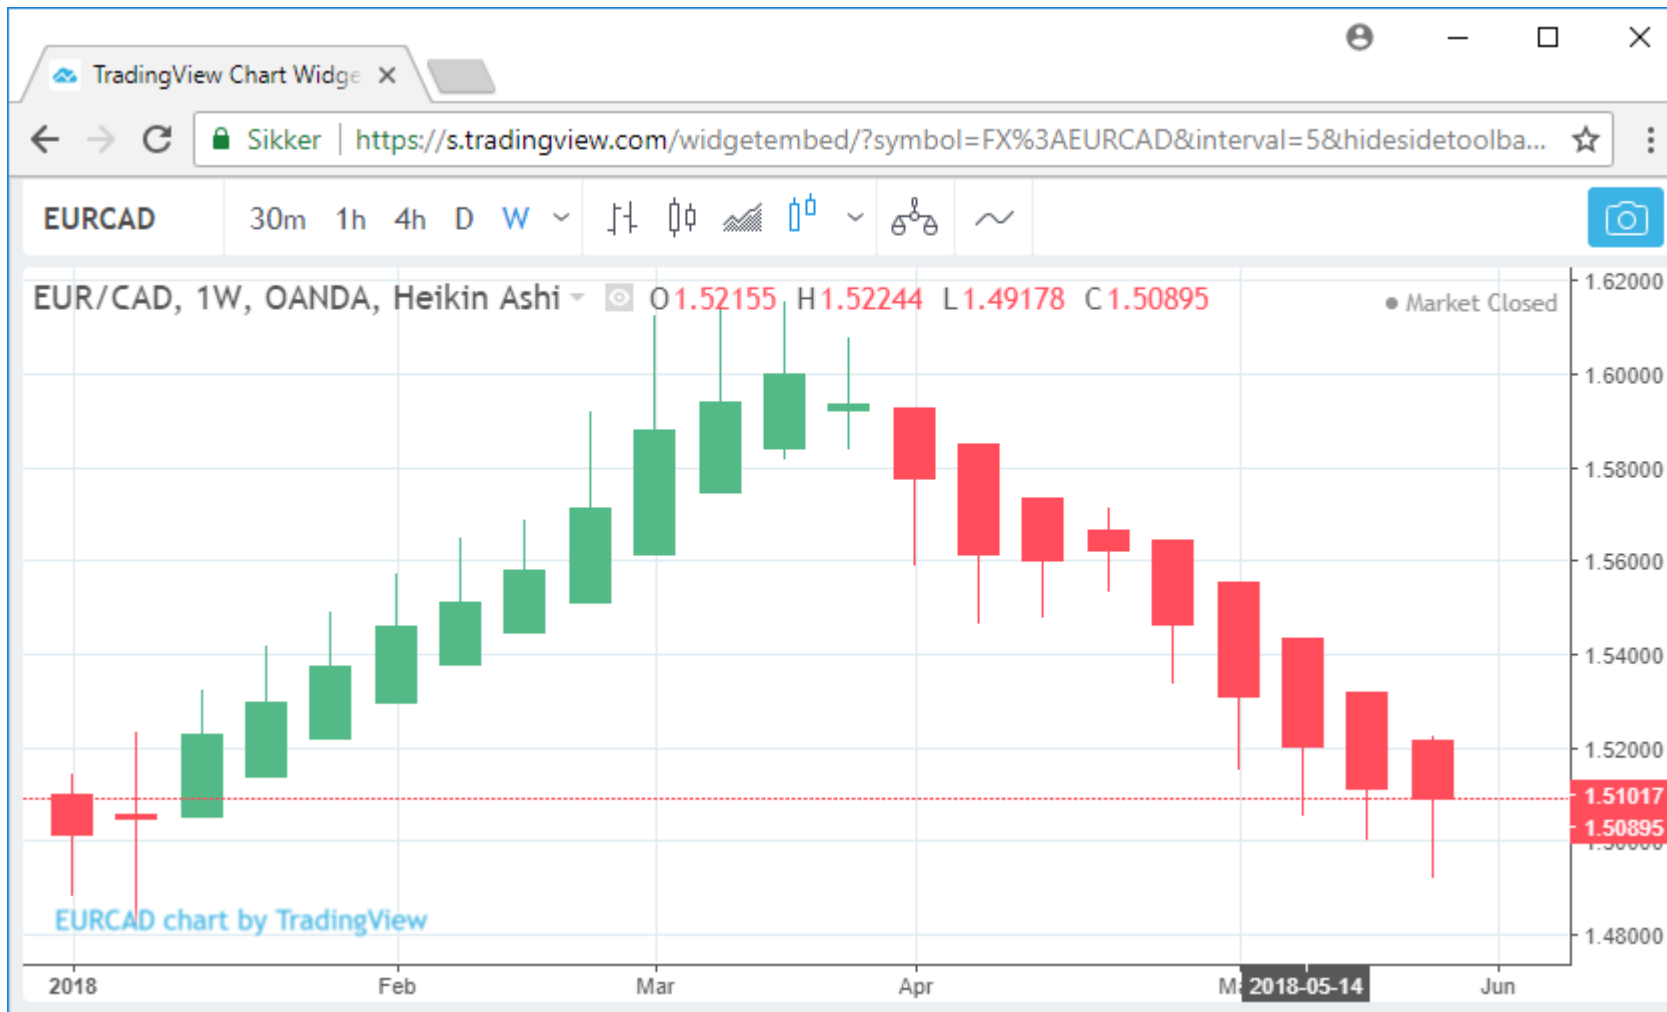 TradingView Chart Widge
Sikker https://s.tradingview.com/widgetembed/?symbol=FX%3AEURCAD&interval=5&hidesidetoolba...
EURCAD 30m 1h 4h D W
EUR/CAD, 1W, OANDA, Heikin Ashi O1.52155 H1.52244 L1.49178 C1.50895 Market Closed
1.62000
1.60000
1.58000
1.56000
1.54000
1.52000
1.51017
1.50895
1.50000
1.48000
EURCAD chart by TradingView
2018 Feb Mar Apr 2018-05-14 Jun